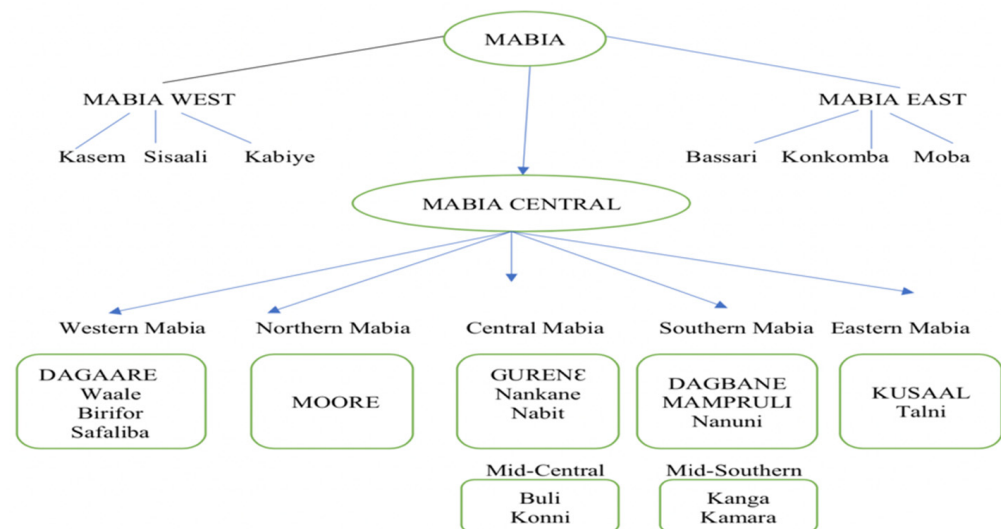 MABIA
MABIA WEST
MABIA EAST
Kasem Sisaali Kabiye
Bassari Konkomba Moba
MABIA CENTRAL
Western Mabia
Northern Mabia
Central Mabia
Southern Mabia
Eastern Mabia
DAGAARE
Waale
Birifor
Safaliba
MOORE
GURENƐ
Nankane
Nabit
DAGBANE
MAMPRULI
Nanuni
KUSAAL
Talni
Mid-Central
Buli
Konni
Mid-Southern
Kanga
Kamara